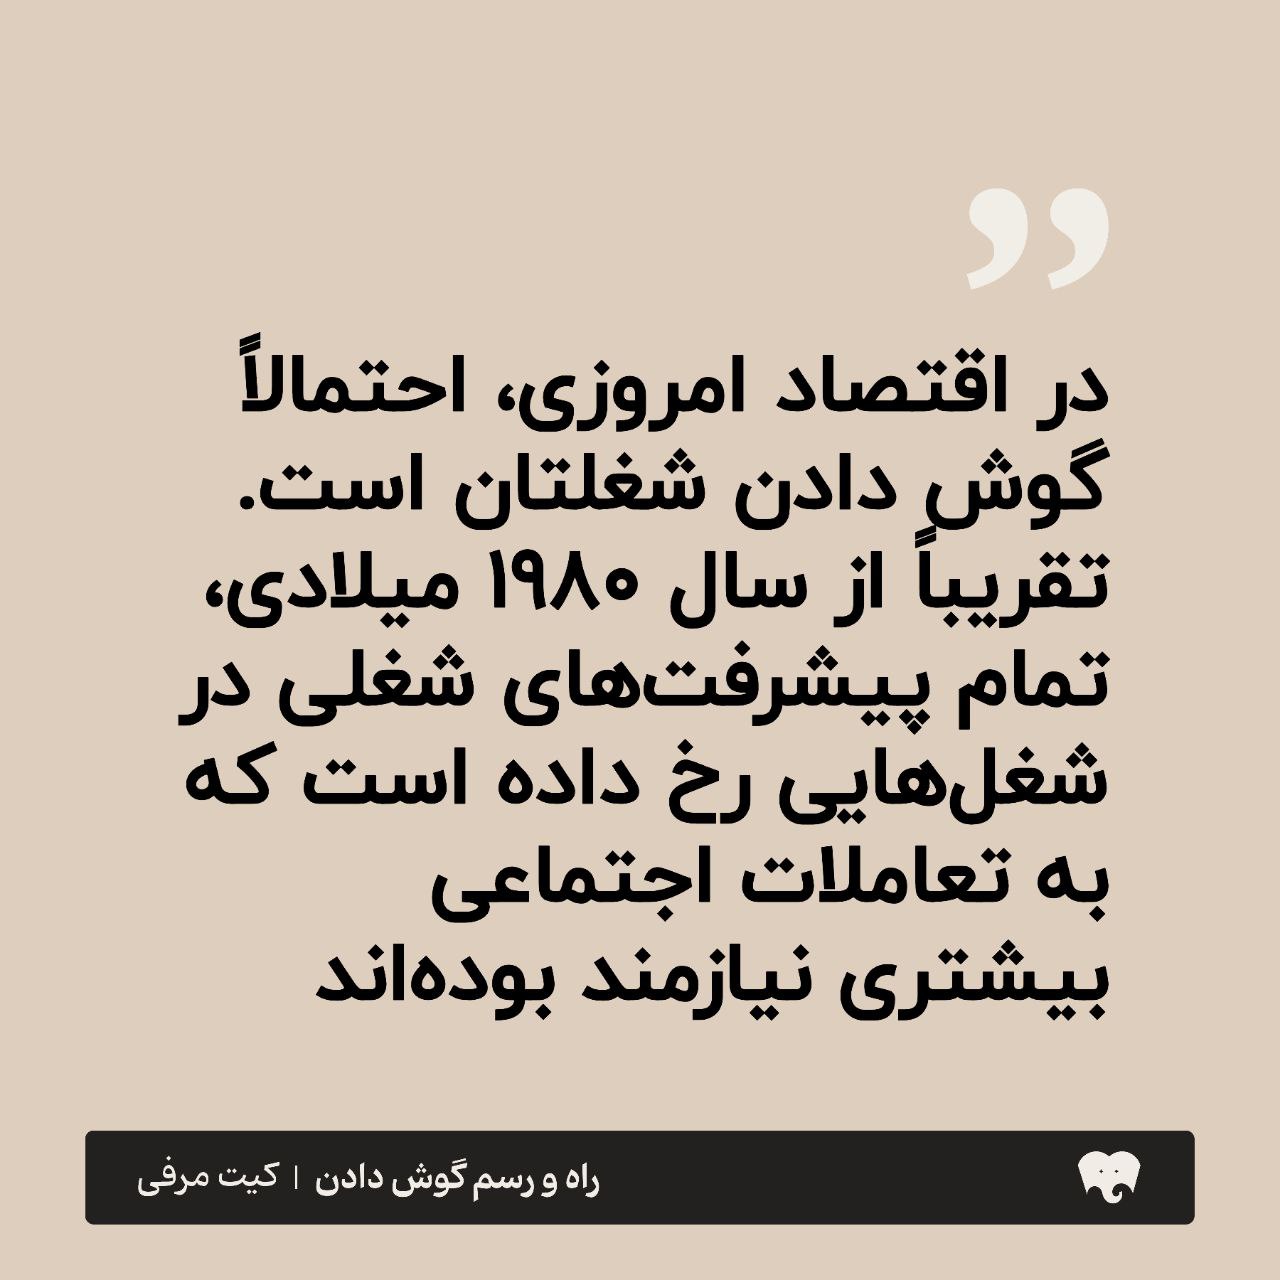 در اقتصاد امروزی، احتمالاً
گوش دادن شغلتان است.
تقریباً از سال ۱۹۸۰ میلادی،
تمام پیشرفت‌های شغلی در
شغل‌هایی رخ داده است که
به تعاملات اجتماعی
بیشتری نیازمند بوده‌اند
راه و رسم گوش دادن | کیت مرفی